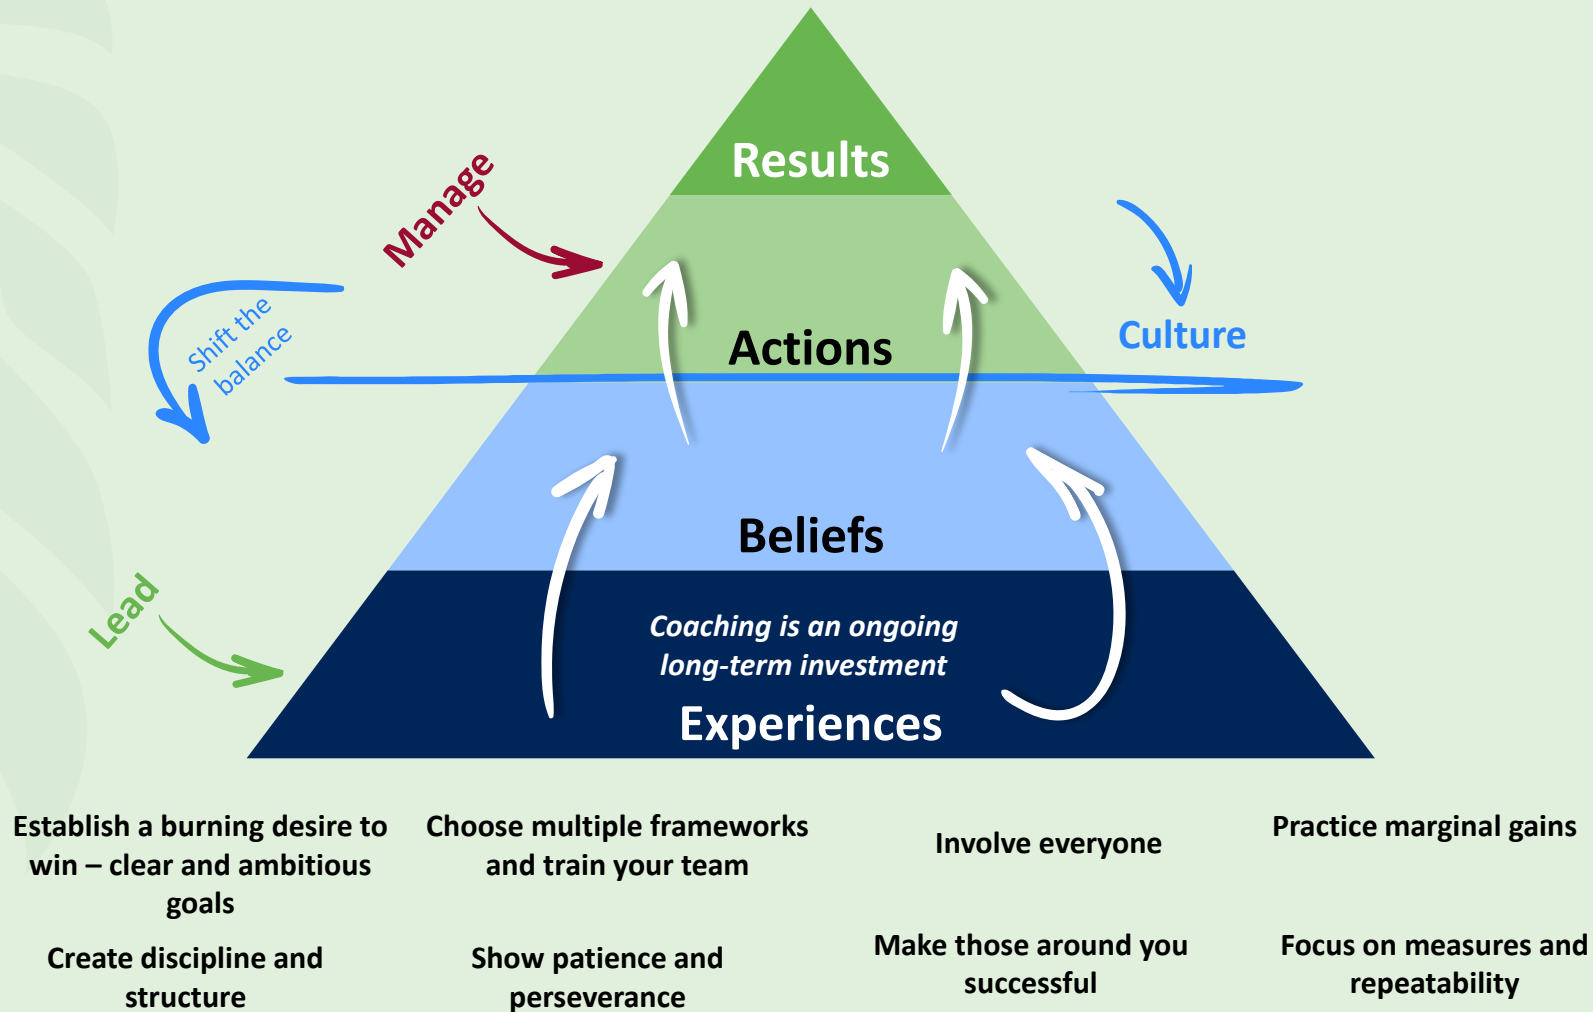 Results
Manage
Shift the
balance
Actions
Culture
Beliefs
Lead
Coaching is an ongoing
long-term investment
Experiences
Establish a burning desire to
win – clear and ambitious
goals
Choose multiple frameworks
and train your team
Involve everyone
Practice marginal gains
Create discipline and
structure
Show patience and
perseverance
Make those around you
successful
Focus on measures and
repeatability